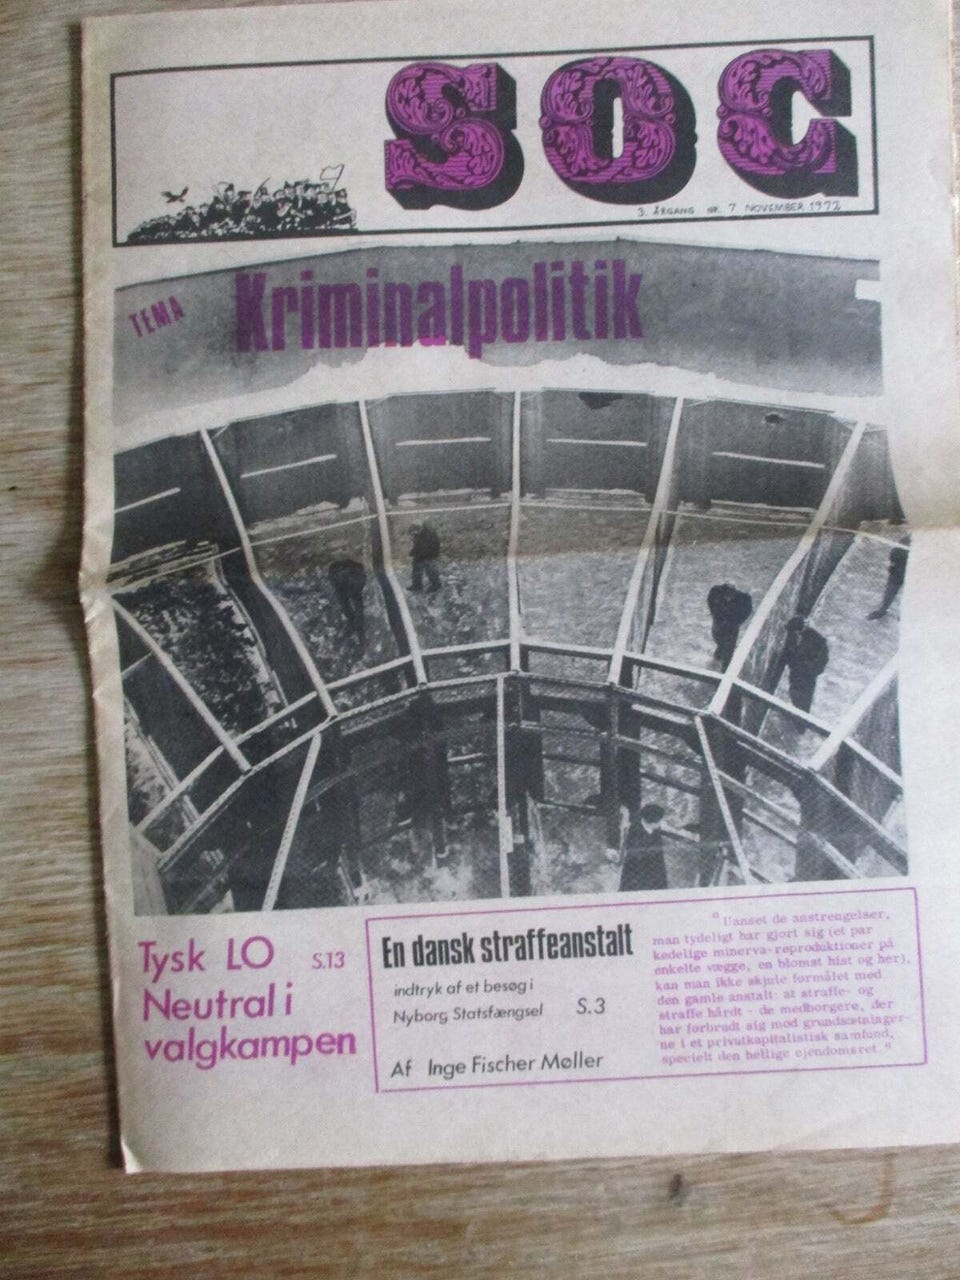 SOC
3. ÅRGANG NR. 7 NOVEMBER 1972
TEMA
Kriminalpolitik
Tysk LO S.13
Neutral i
valgkampen
En dansk straffeanstalt
indtryk af et besøg i
Nyborg Statsfængsel S.3
Af Inge Fischer Møller
"Uanset de anstrengelser,
man tydeligt har gjort sig (et par
kedelige minerva-reproduktioner på
enkelte vægge, en blomst hist og her),
kan man ikke skjule formålet med
den gamle anstalt: at straffe- og
straffe hårdt - de medborgere, der
har forbrudt sig mod grundsætninger-
ne i et privatkapitalistisk samfund,
specielt den hellige ejendomsret."